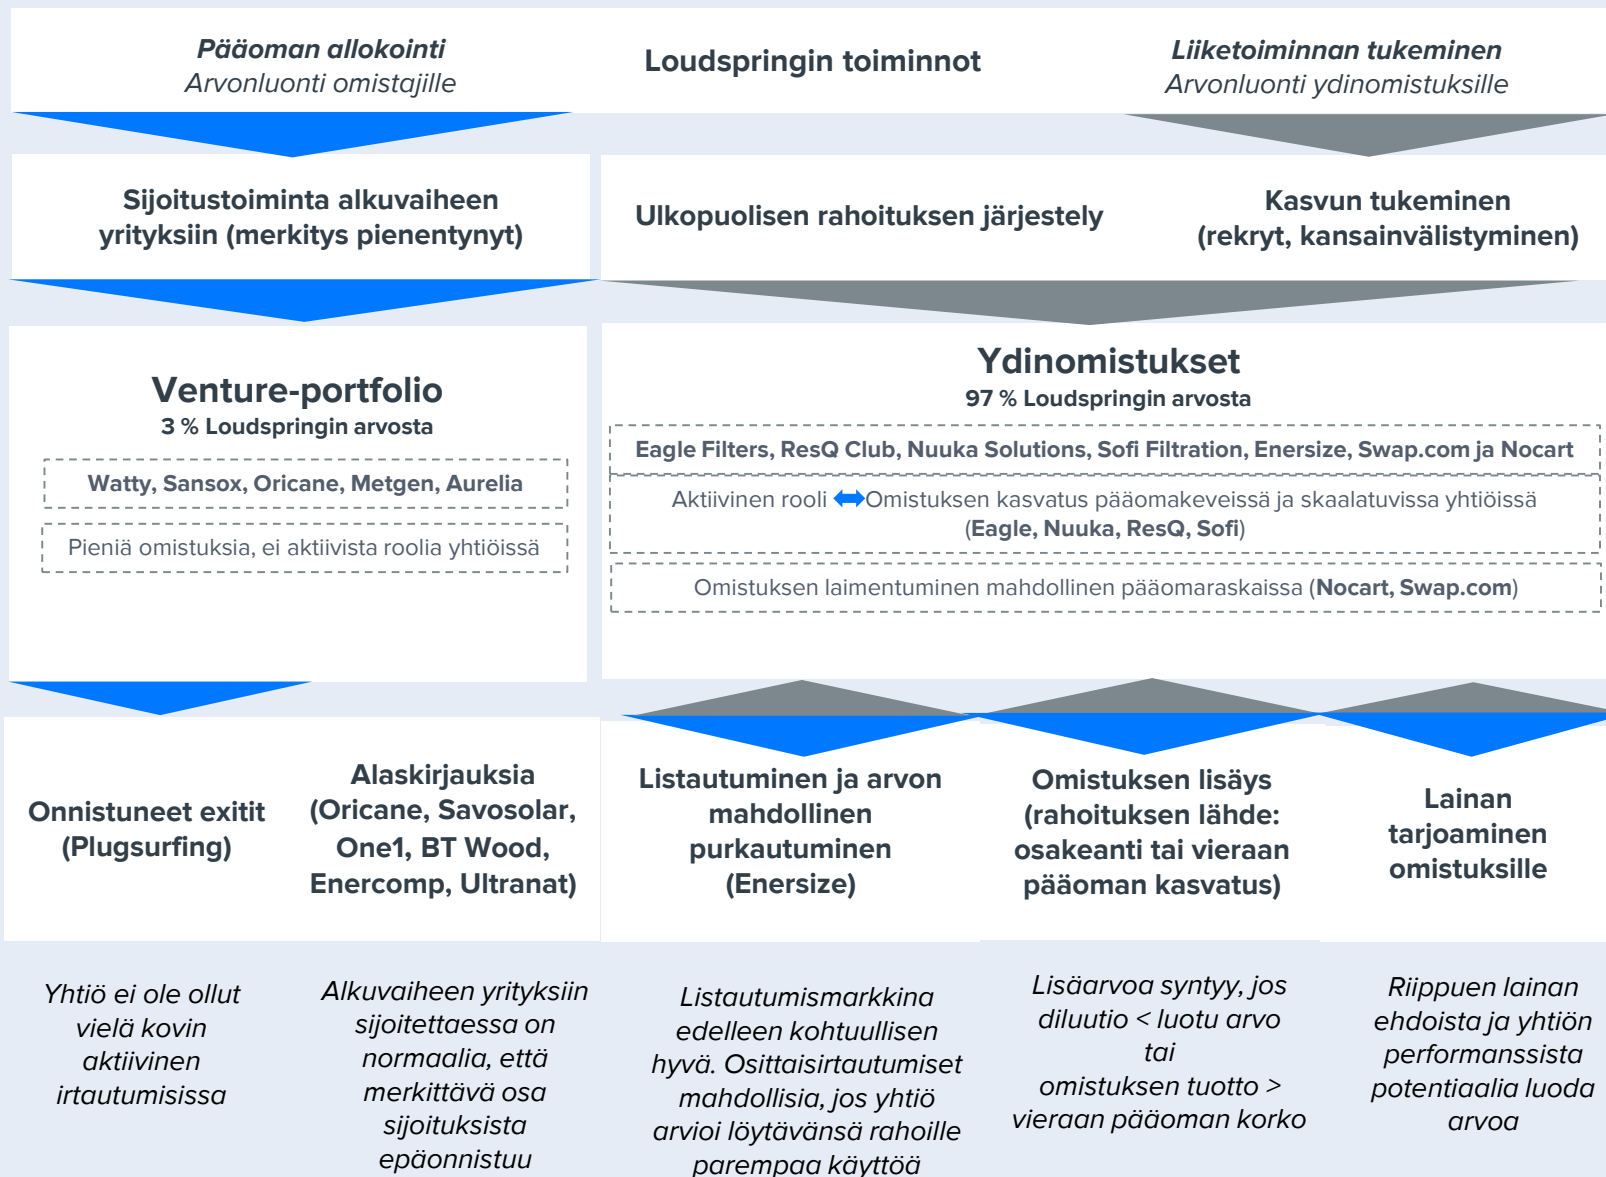 Pääoman allokointi
Arvonluonti omistajille
Loudspringin toiminnot
Liiketoiminnan tukeminen
Arvonluonti ydinomistuksille
Sijoitustoiminta alkuvaiheen
yrityksiin (merkitys pienentynyt)
Ulkopuolisen rahoituksen järjestely
Kasvun tukeminen
(rekryt, kansainvälistyminen)
Venture-portfolio
3 % Loudspringin arvosta
Watty, Sansox, Oricane, Metgen, Aurelia
Pieniä omistuksia, ei aktiivista roolia yhtiöissä
Ydinomistukset
97 % Loudspringin arvosta
Eagle Filters, ResQ Club, Nuuka Solutions, Sofi Filtration, Enersize, Swap.com ja Nocart
Aktiivinen rooli Omistuksen kasvatus pääomakeveissä ja skaalatuvissa yhtiöissä
(Eagle, Nuuka, ResQ, Sofi)
Omistuksen laimentuminen mahdollinen pääomaraskaissa (Nocart, Swap.com)
Onnistuneet exitit
(Plugsurfing)
Alaskirjauksia
(Oricane, Savosolar,
One1, BT Wood,
Enercomp, Ultranat)
Listautuminen ja arvon
mahdollinen
purkautuminen
(Enersize)
Omistuksen lisäys
(rahoituksen lähde:
osakeanti tai vieraan
pääoman kasvatus)
Lainan
tarjoaminen
omistuksille
Yhtiö ei ole ollut
vielä kovin
aktiivinen
irtautumisissa
Alkuvaiheen yrityksiin
sijoitettaessa on
normaalia, että
merkittävä osa
sijoituksista
epäonnistuu
Listautumismarkkina
edelleen kohtuullisen
hyvä. Osittaisirtautumiset
mahdollisia, jos yhtiö
arvioi löytävänsä rahoille
parempaa käyttöä
Lisäarvoa syntyy, jos
diluutio < luotu arvo
tai
omistuksen tuotto >
vieraan pääoman korko
Riippuen lainan
ehdoista ja yhtiön
performanssista
potentiaalia luoda
arvoa